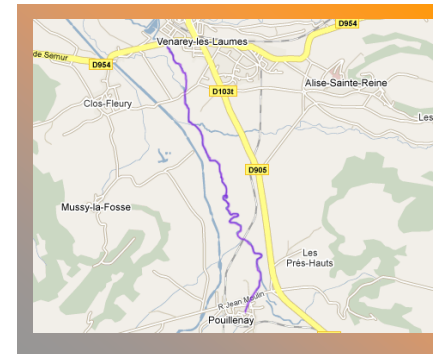 D954
Venarey-les-Laumes
de Semur
D954
Alise-Sainte-Reine
D103t
Clos-Fleury
Les
D905
Mussy-la-Fosse
Les
Prés-Hauts
R Jean Moulin
Pouillenay